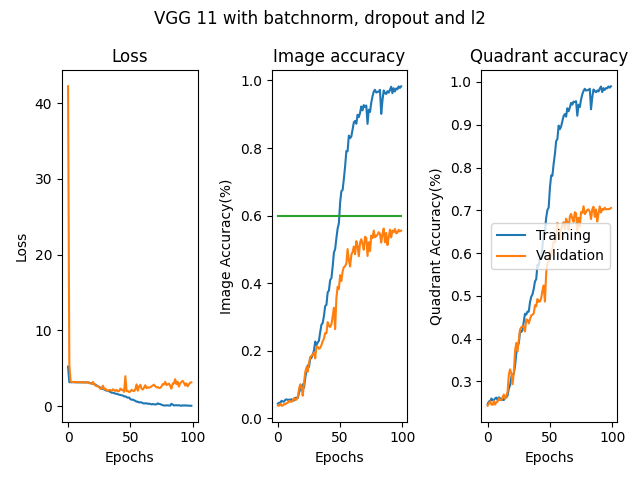 VGG 11 with batchnorm, dropout and l2
Loss
Loss
40
30
20
10
0
0
50
100
Epochs
Image accuracy
Image Accuracy(%)
1.0
0.8
0.6
0.4
0.2
0.0
0
50
100
Epochs
Quadrant accuracy
Quadrant Accuracy(%)
1.0
0.9
0.8
0.7
0.6
0.5
0.4
0.3
Training
Validation
0
50
100
Epochs